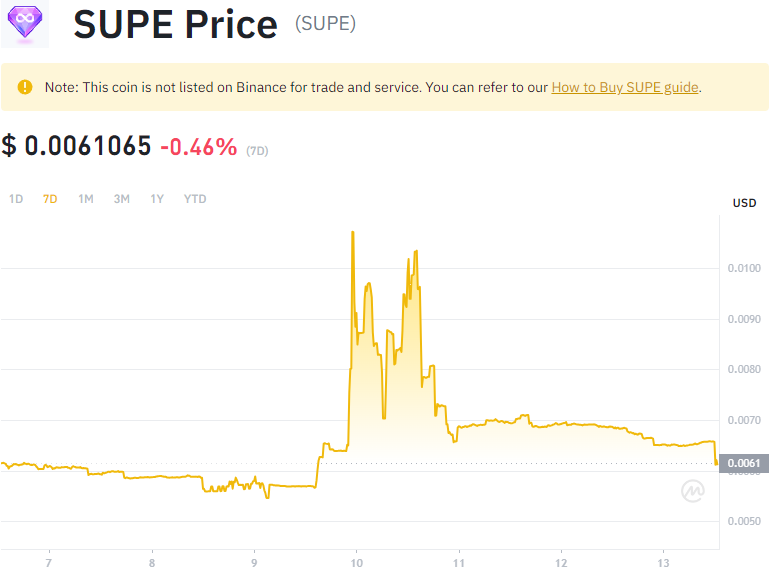 SUPE Price (SUPE)
Note: This coin is not listed on Binance for trade and service. You can refer to our How to Buy SUPE guide.
$ 0.0061065 -0.46% (7D)
1D 7D 1M 3M 1Y YTD
USD
0.0100
0.0090
0.0080
0.0070
0.0061
0.0050
7 8 9 10 11 12 13